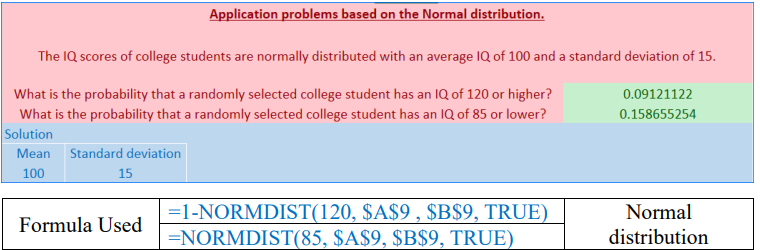 Application problems based on the Normal distribution.
The IQ scores of college students are normally distributed with an average IQ of 100 and a standard deviation of 15.
What is the probability that a randomly selected college student has an IQ of 120 or higher? 0.09121122
What is the probability that a randomly selected college student has an IQ of 85 or lower? 0.158655254
Solution
Mean Standard deviation
100 15
Formula Used
=1-NORMDIST(120, $A$9 , $B$9, TRUE)
=NORMDIST(85, $A$9, $B$9, TRUE)
Normal
distribution